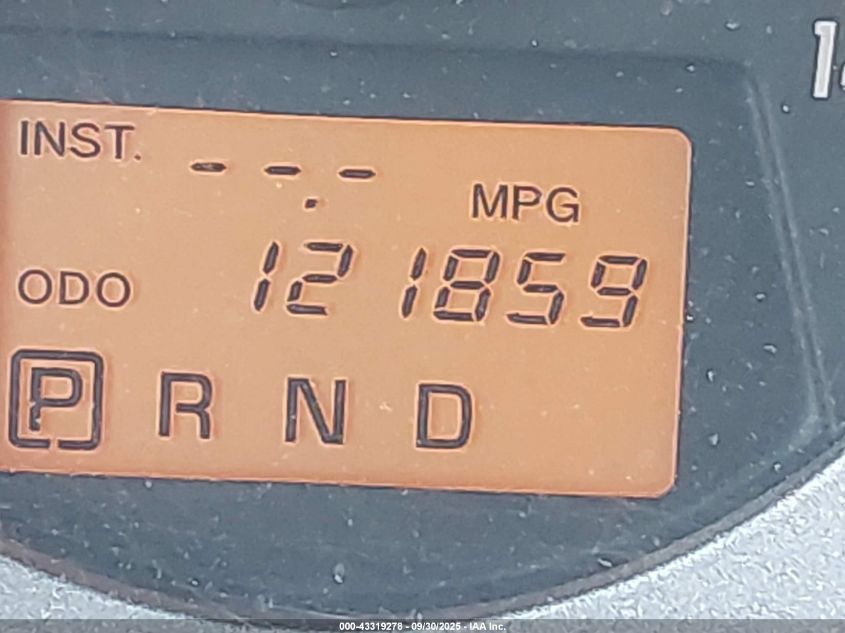 INST. --.- MPG
ODO 121859
P R N D
000-43319278 - 09/30/2025 - IAA Inc.